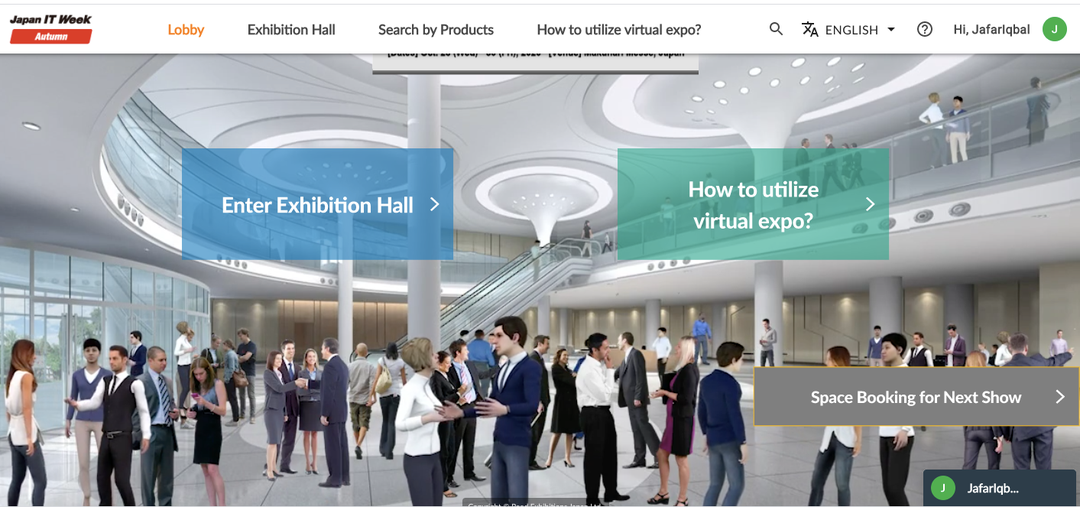 Japan IT Week
Autumn
Lobby
Exhibition Hall
Search by Products
How to utilize virtual expo?
ENGLISH
Hi, JafarIqbal
J
Enter Exhibition Hall
How to utilize
virtual expo?
Space Booking for Next Show
J
JafarIqb...